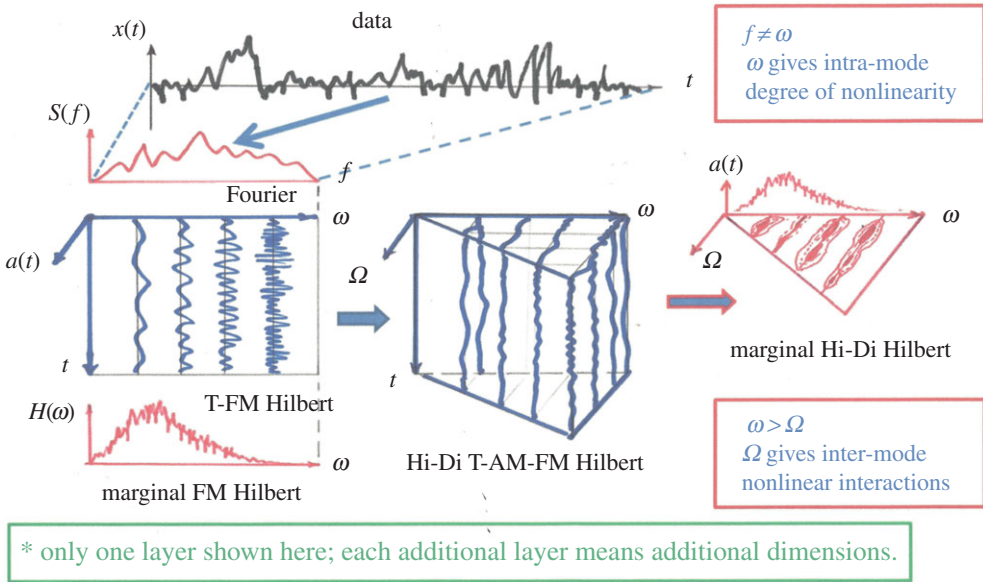 x(t)
data
t
S(f)
f
Fourier
f ≠ ω
ω gives intra-mode
degree of nonlinearity
ω
a(t)
t
T-FM Hilbert
H(ω)
ω
marginal FM Hilbert
ω
Ω
t
Hi-Di T-AM-FM Hilbert
a(t)
ω
Ω
marginal Hi-Di Hilbert
ω > Ω
Ω gives inter-mode
nonlinear interactions
* only one layer shown here; each additional layer means additional dimensions.